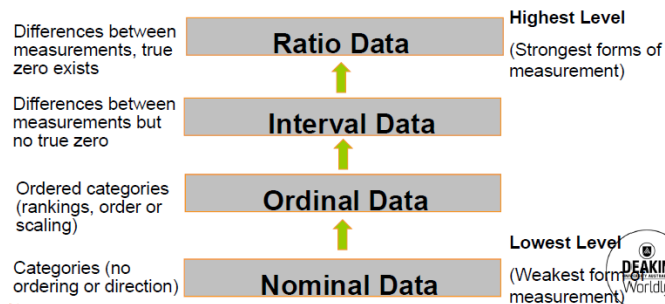 Differences between
measurements, true
zero exists
Ratio Data
Highest Level
(Strongest forms of
measurement)
Differences between
measurements but
no true zero
Interval Data
Ordered categories
(rankings, order or
scaling)
Ordinal Data
Categories (no
ordering or direction)
Nominal Data
Lowest Level
(Weakest form of
measurement)
DEAKIN
Worldly